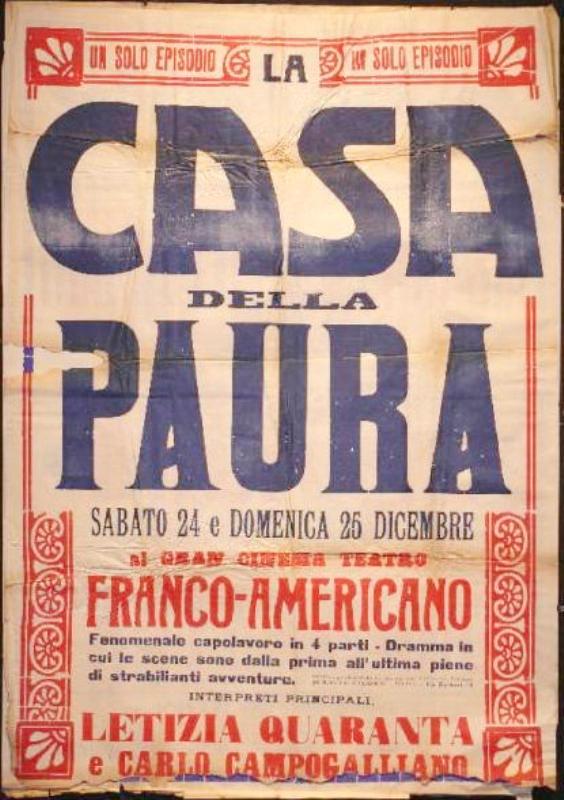 UN SOLO EPISODIO LA UN SOLO EPISODIO
CASA
DELLA
PAURA
SABATO 24 e DOMENICA 25 DICEMBRE
al GRAN CINEMA TEATRO
FRANCO-AMERICANO
Fenomenale capolavoro in 4 parti - Dramma in
cui le scene sono dalla prima all'ultima piene
di strabilianti avventure.
INTERPRETI PRINCIPALI,
LETIZIA QUARANTA
e CARLO CAMPOGALLIANO